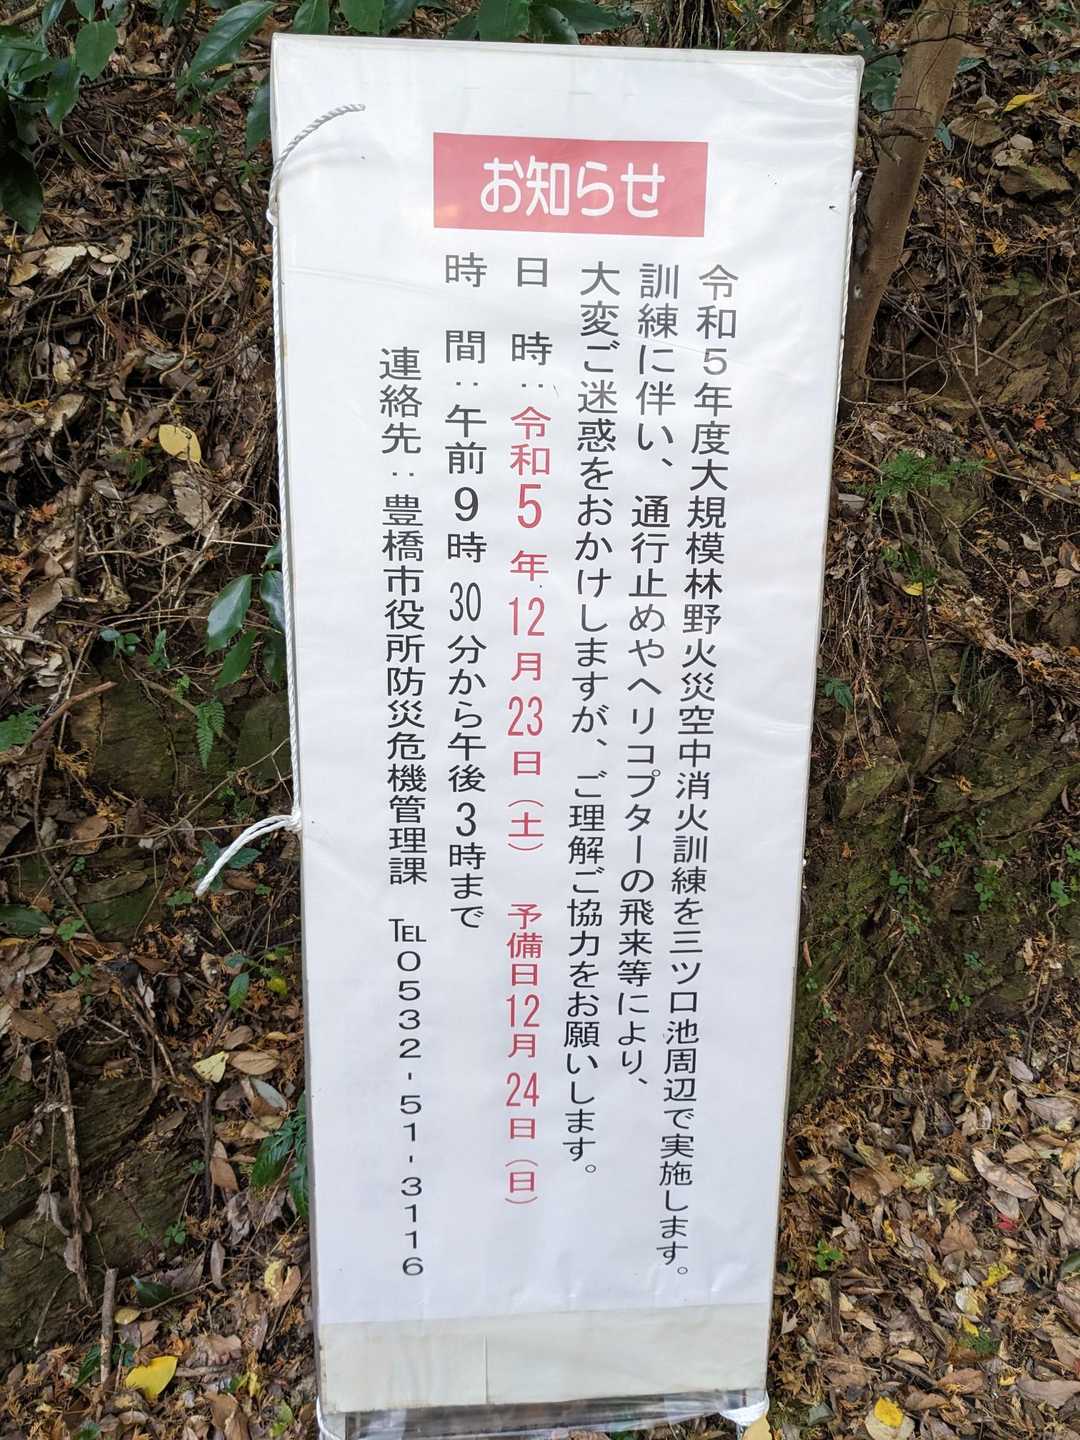 お知らせ
令和5年度大規模林野火災空中消火訓練を三ツ口池周辺で実施します。
訓練に伴い、通行止めやヘリコプターの飛来等により、
大変ご迷惑をおかけしますが、ご理解ご協力をお願いします。
日　時：令和5年12月23日（土）　予備日12月24日（日）
時　間：午前9時30分から午後3時まで
連絡先：豊橋市役所防災危機管理課　℡0532-51-3116